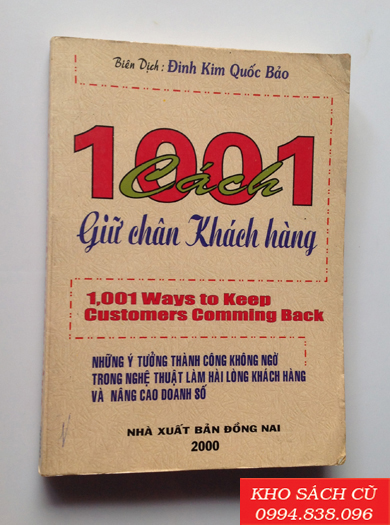 Biên Dịch: Đinh Kim Quốc Bảo
1001
Cách
Giữ chân Khách hàng
1,001 Ways to Keep
Customers Comming Back
NHỮNG Ý TƯỞNG THÀNH CÔNG KHÔNG NGỜ
TRONG NGHỆ THUẬT LÀM HÀI LÒNG KHÁCH HÀNG
VÀ NÂNG CAO DOANH SỐ
NHÀ XUẤT BẢN ĐỒNG NAI
2000
KHO SÁCH CŨ
0994.838.096